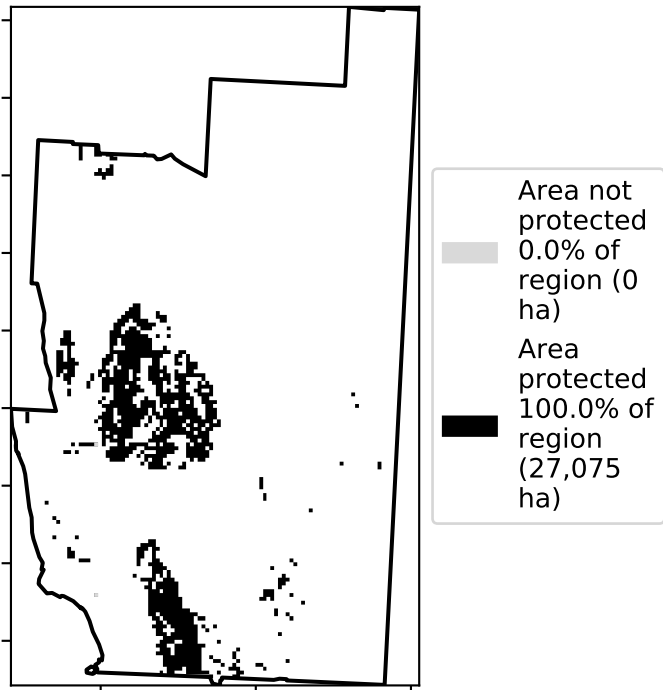 Area not
protected
0.0% of
region (0
ha)
Area
protected
100.0% of
region
(27,075
ha)